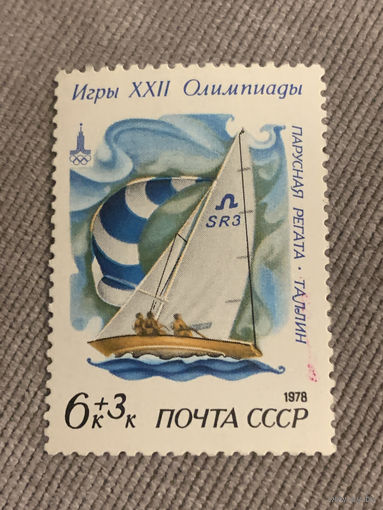 Игры XXII Олимпиады
ПАРУСНАЯ РЕГАТА · ТАЛЛИН
SR3
1978
6к+3к ПОЧТА СССР